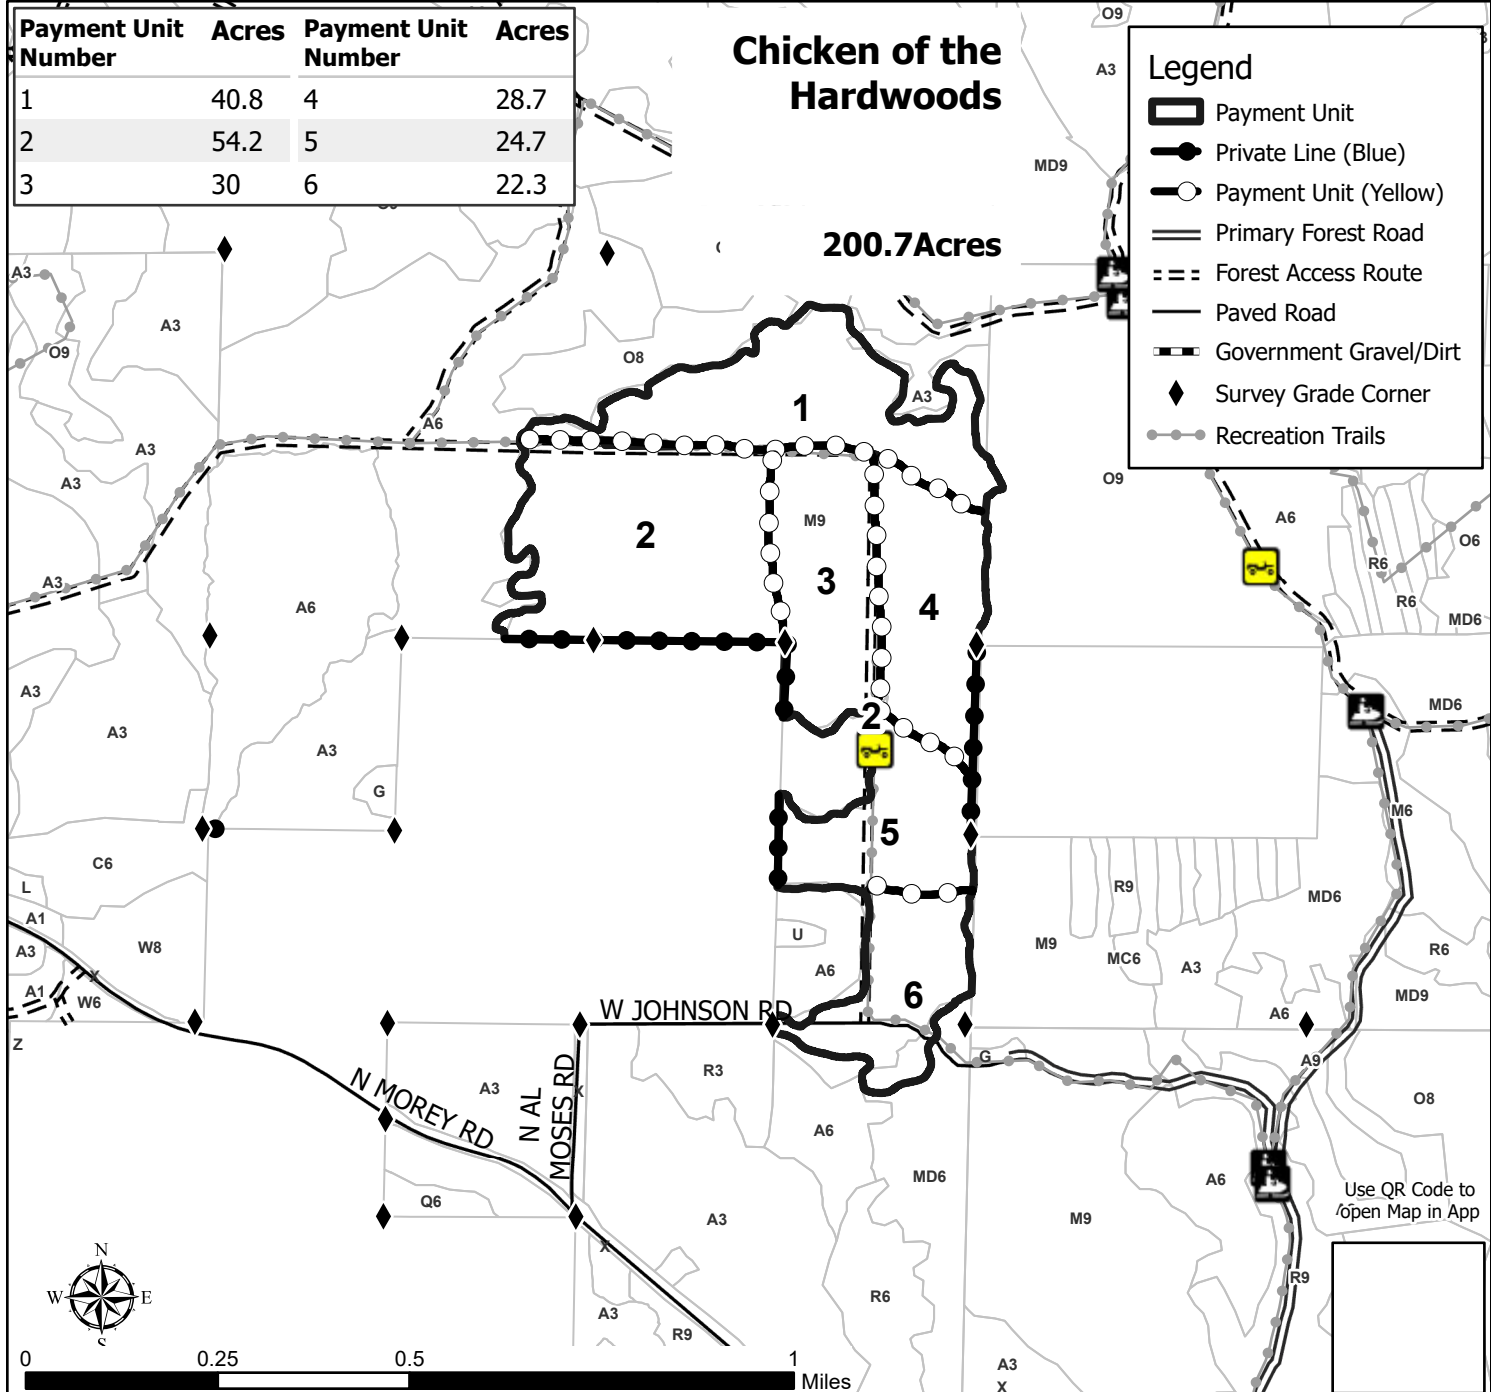 Payment Unit Number Acres Payment Unit Number Acres
1 40.8 4 28.7
2 54.2 5 24.7
3 30 6 22.3
Chicken of the
Hardwoods
200.7Acres
Legend
Payment Unit
Private Line (Blue)
Payment Unit (Yellow)
Primary Forest Road
Forest Access Route
Paved Road
Government Gravel/Dirt
Survey Grade Corner
Recreation Trails
O9
A3
MD9
A3
A3
O9
O8
A3
A6
1
A3
A3
O9
A6
2
M9
O6
R6
A3
3
4
A6
R6
MD6
A3
MD6
2
A3
A3
G
M6
5
C6
L
R9
MD6
A1
U
W8
M9
R6
A3
MC6
A3
A6
A1
W6
6
MD9
W JOHNSON RD
A6
Z
G
A9
R3
A3
X
N AL
MOSES RD
N MOREY RD
O8
A6
MD6
A6
Q6
Use QR Code to
open Map in App
A3
M9
X
N
W E
S
R9
R6
A3
R9
A3
X
0 0.25 0.5 1
Miles